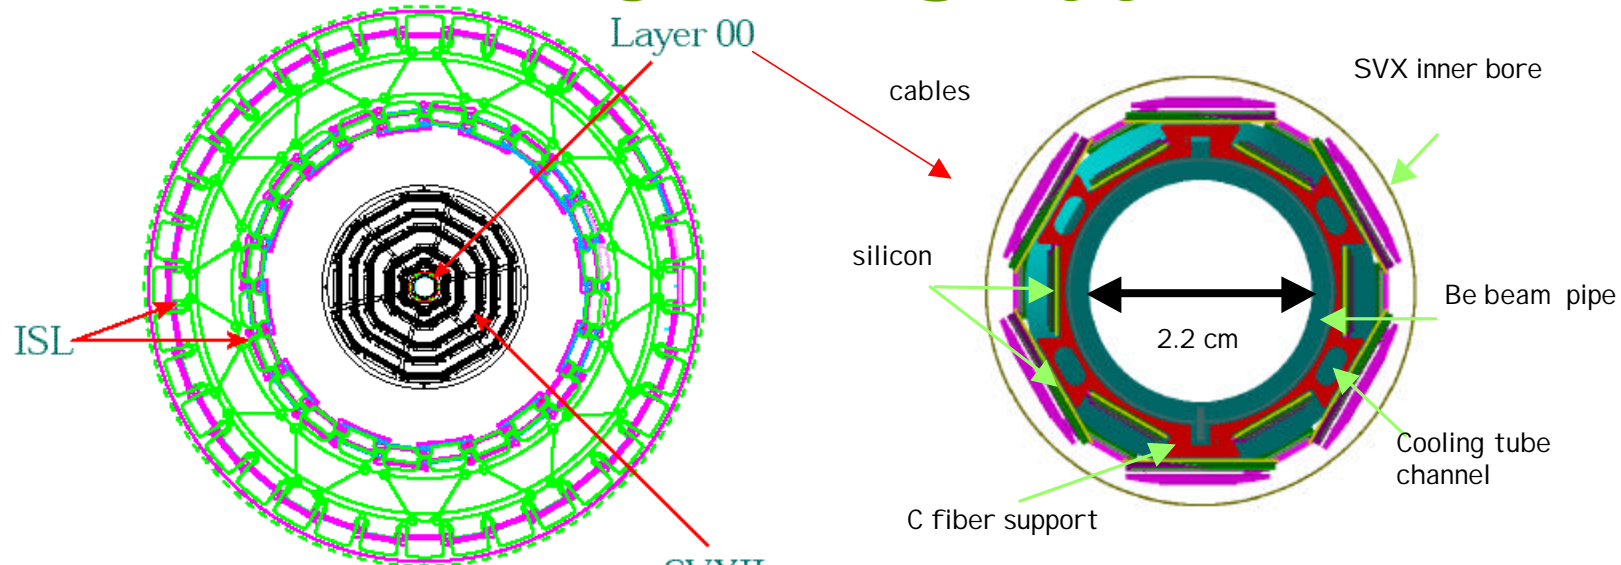 Layer 00
SVX inner bore
cables
silicon
Be beam pipe
ISL
2.2 cm
Cooling tube
channel
C fiber support